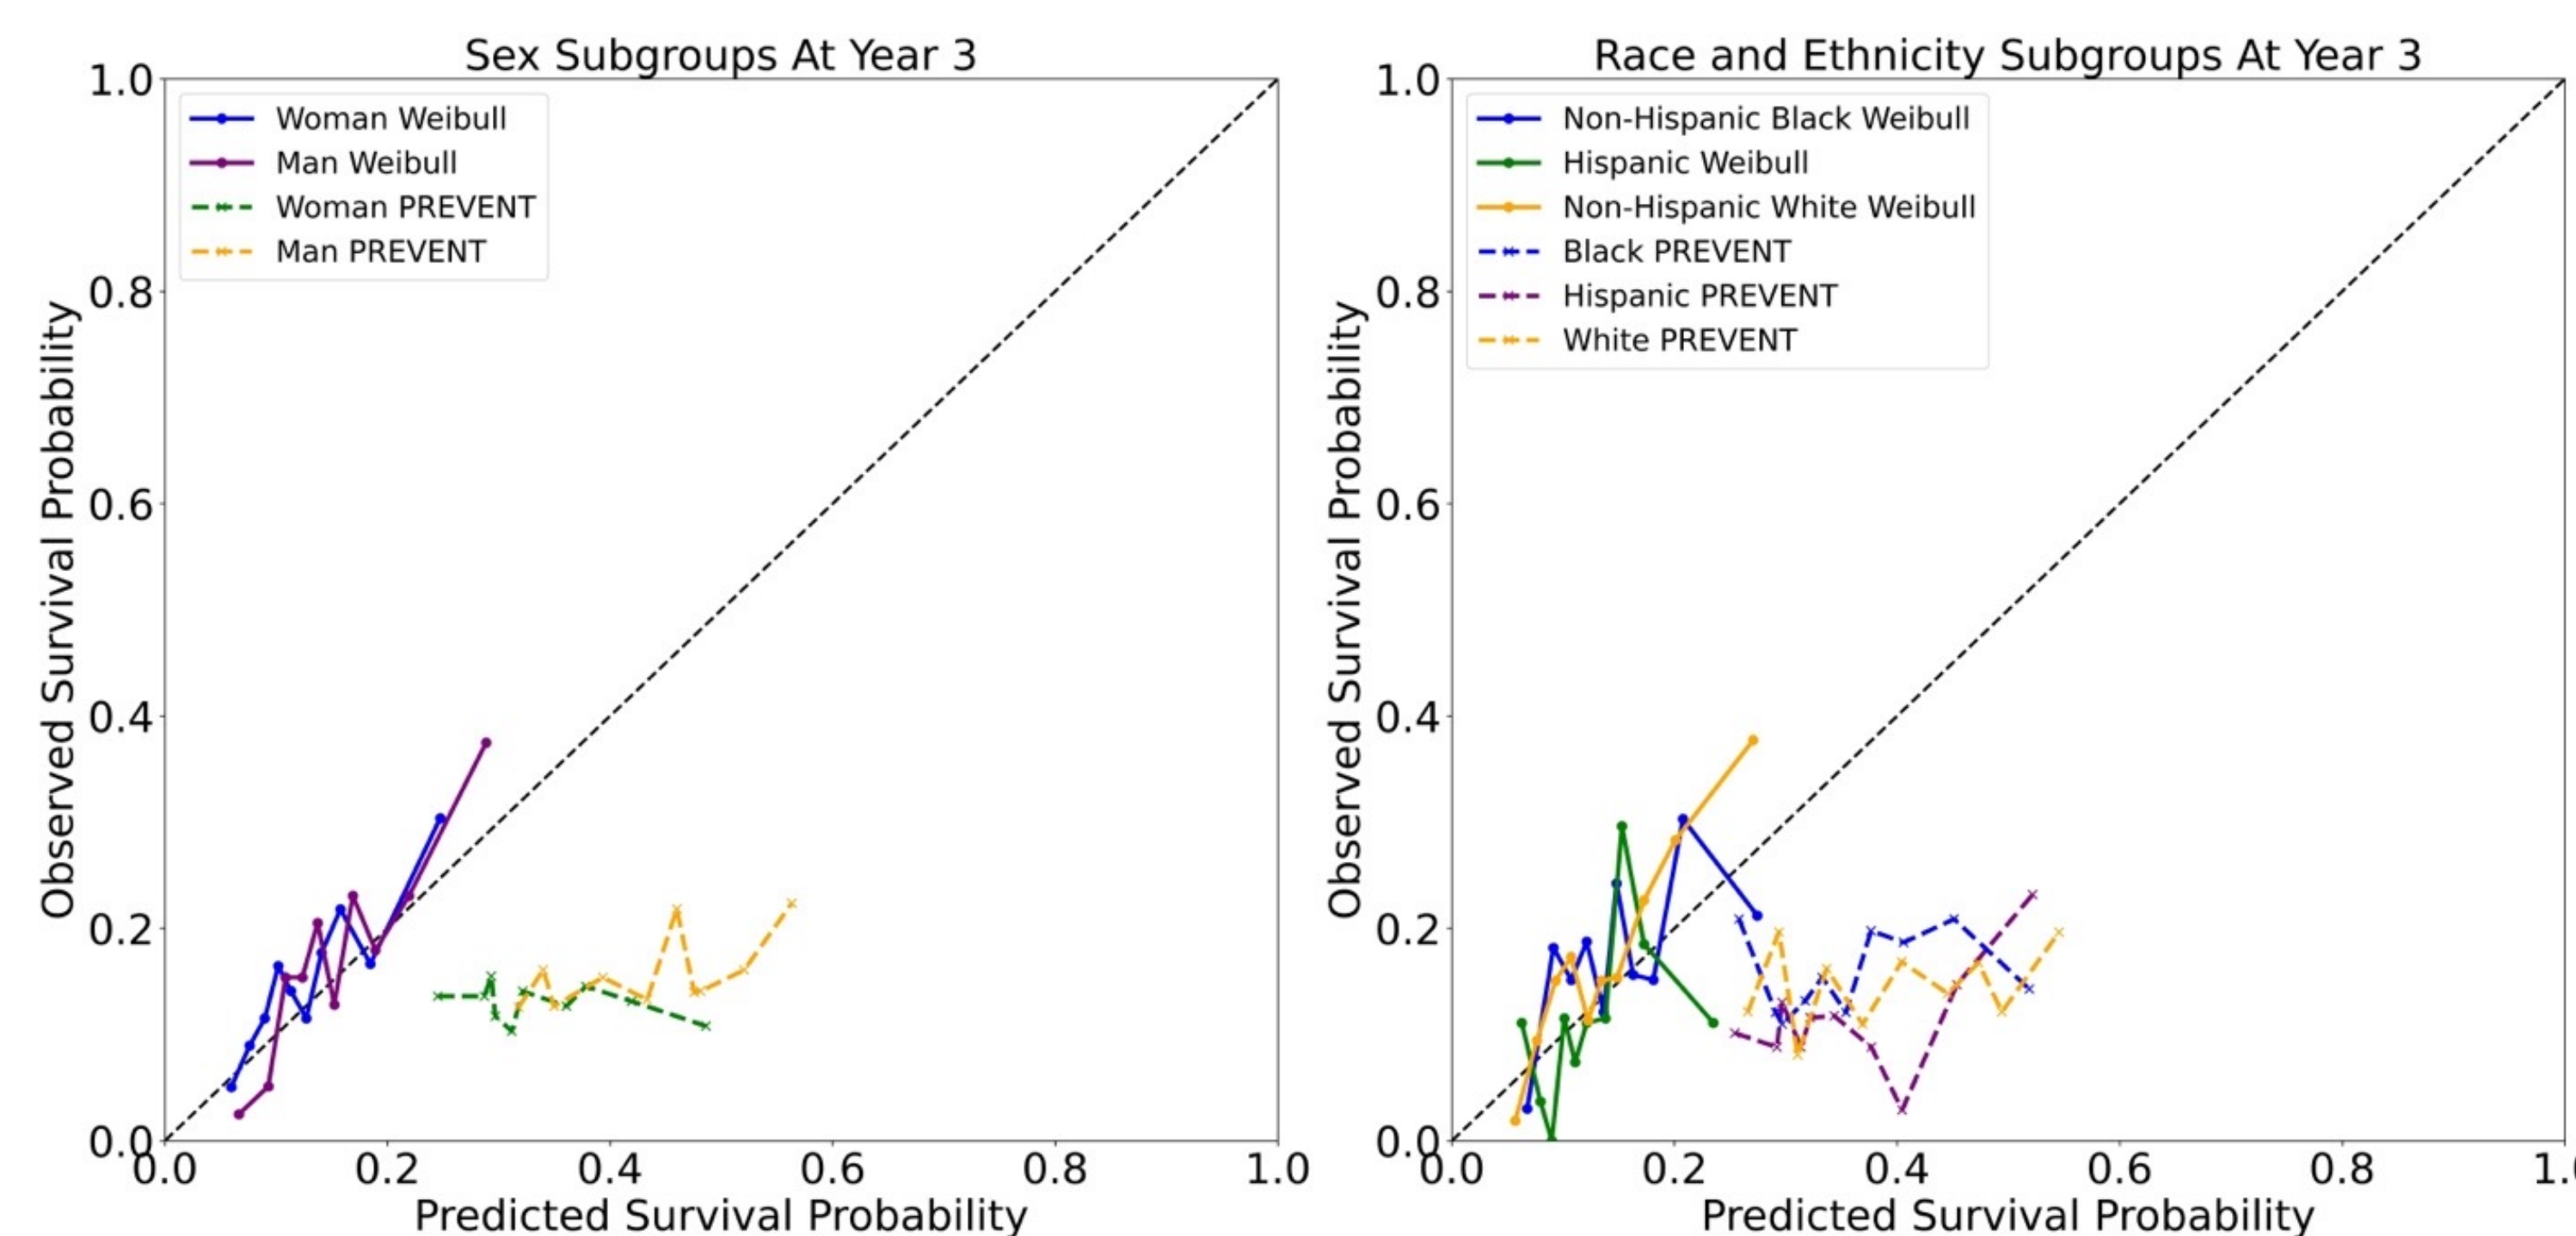 Sex Subgroups At Year 3
Woman Weibull
Man Weibull
Woman PREVENT
Man PREVENT
1.0
0.8
0.6
0.4
0.2
0.0
0.0 0.2 0.4 0.6 0.8 1.0
Observed Survival Probability
Predicted Survival Probability
Race and Ethnicity Subgroups At Year 3
Non-Hispanic Black Weibull
Hispanic Weibull
Non-Hispanic White Weibull
Black PREVENT
Hispanic PREVENT
White PREVENT
1.0
0.8
0.6
0.4
0.2
0.0
0.0 0.2 0.4 0.6 0.8
Observed Survival Probability
Predicted Survival Probability